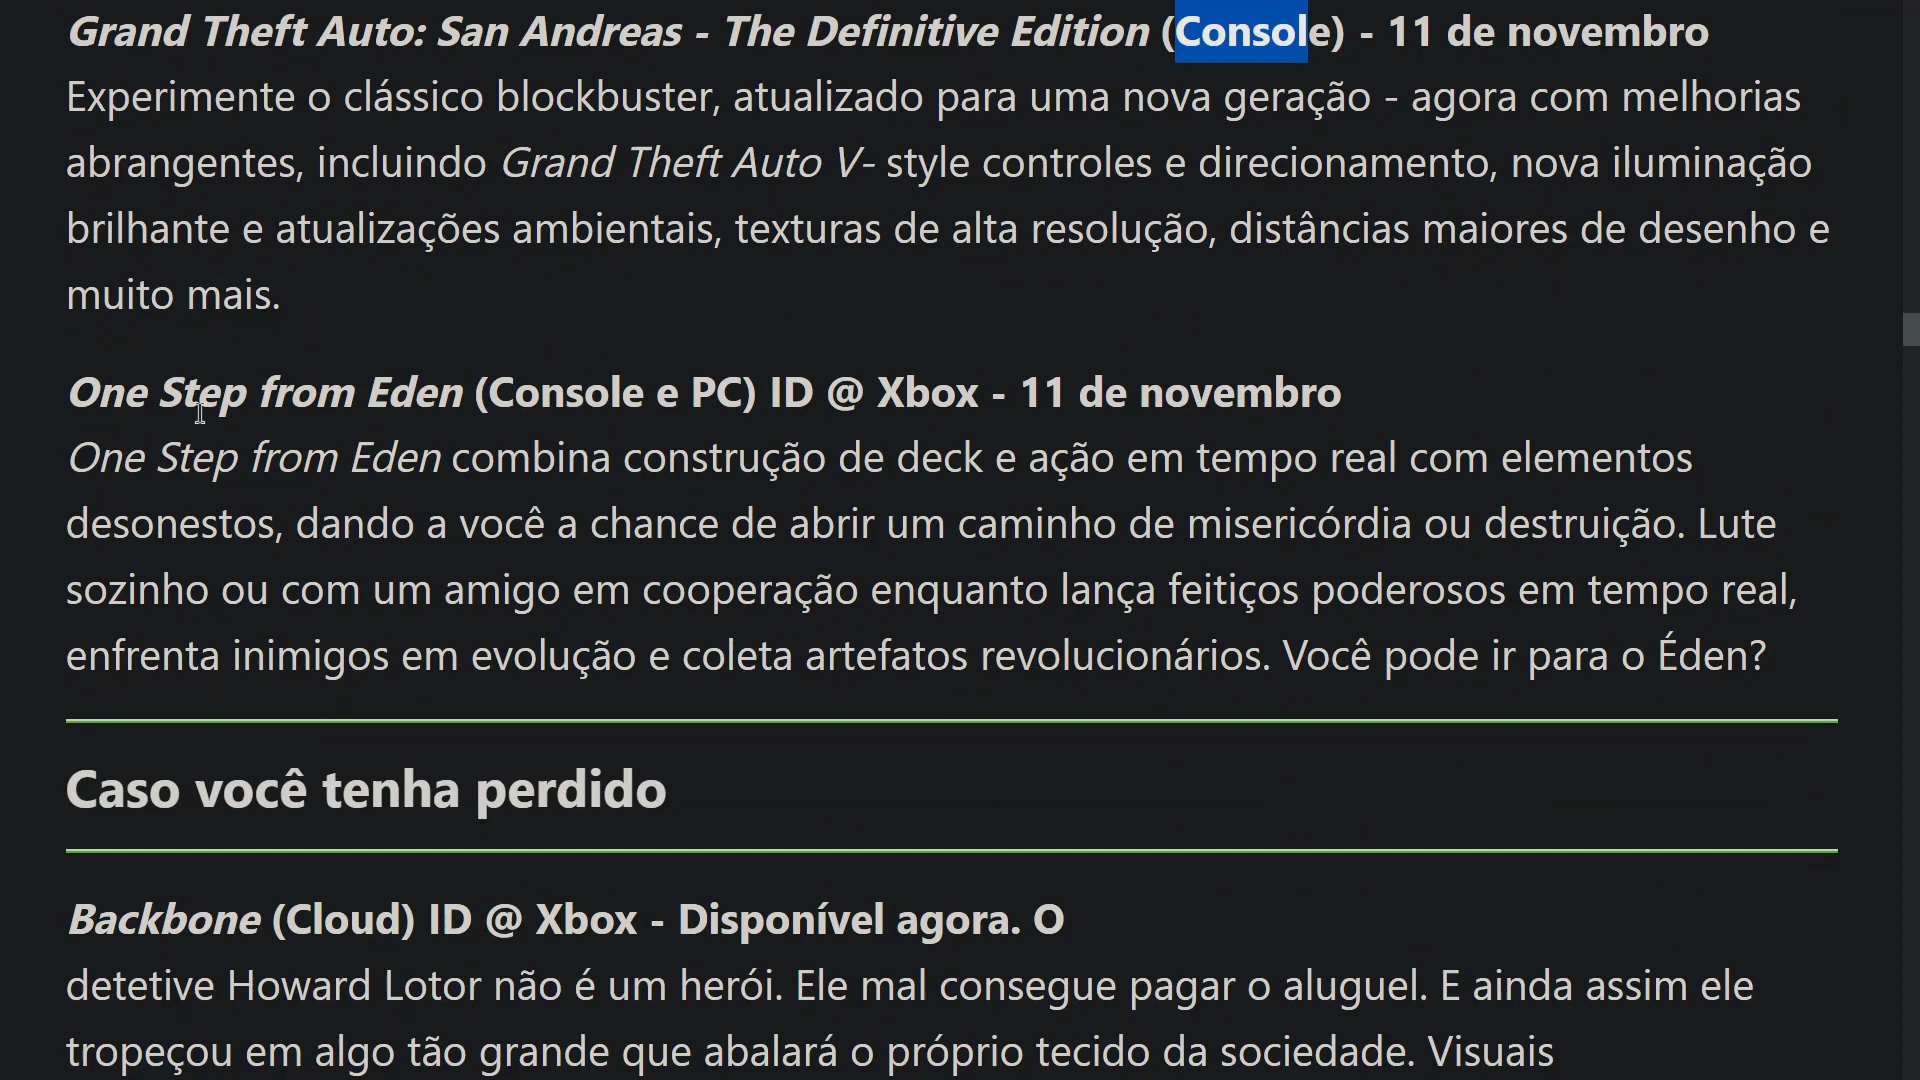 Grand Theft Auto: San Andreas - The Definitive Edition (Console) - 11 de novembro
Experimente o clássico blockbuster, atualizado para uma nova geração - agora com melhorias
abrangentes, incluindo Grand Theft Auto V- style controles e direcionamento, nova iluminação
brilhante e atualizações ambientais, texturas de alta resolução, distâncias maiores de desenho e
muito mais.
One Step from Eden (Console e PC) ID @ Xbox - 11 de novembro
One Step from Eden combina construção de deck e ação em tempo real com elementos
desonestos, dando a você a chance de abrir um caminho de misericórdia ou destruição. Lute
sozinho ou com um amigo em cooperação enquanto lança feitiços poderosos em tempo real,
enfrenta inimigos em evolução e coleta artefatos revolucionários. Você pode ir para o Éden?
Caso você tenha perdido
Backbone (Cloud) ID @ Xbox - Disponível agora. O
detetive Howard Lotor não é um herói. Ele mal consegue pagar o aluguel. E ainda assim ele
tropeçou em algo tão grande que abalará o próprio tecido da sociedade. Visuais